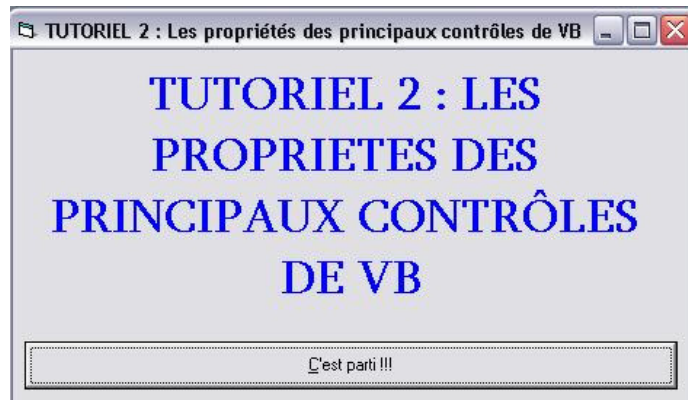 TUTORIEL 2 : Les propriétés des principaux contrôles de VB
TUTORIEL 2 : LES
PROPRIETES DES
PRINCIPAUX CONTRÔLES
DE VB
C'est parti !!!